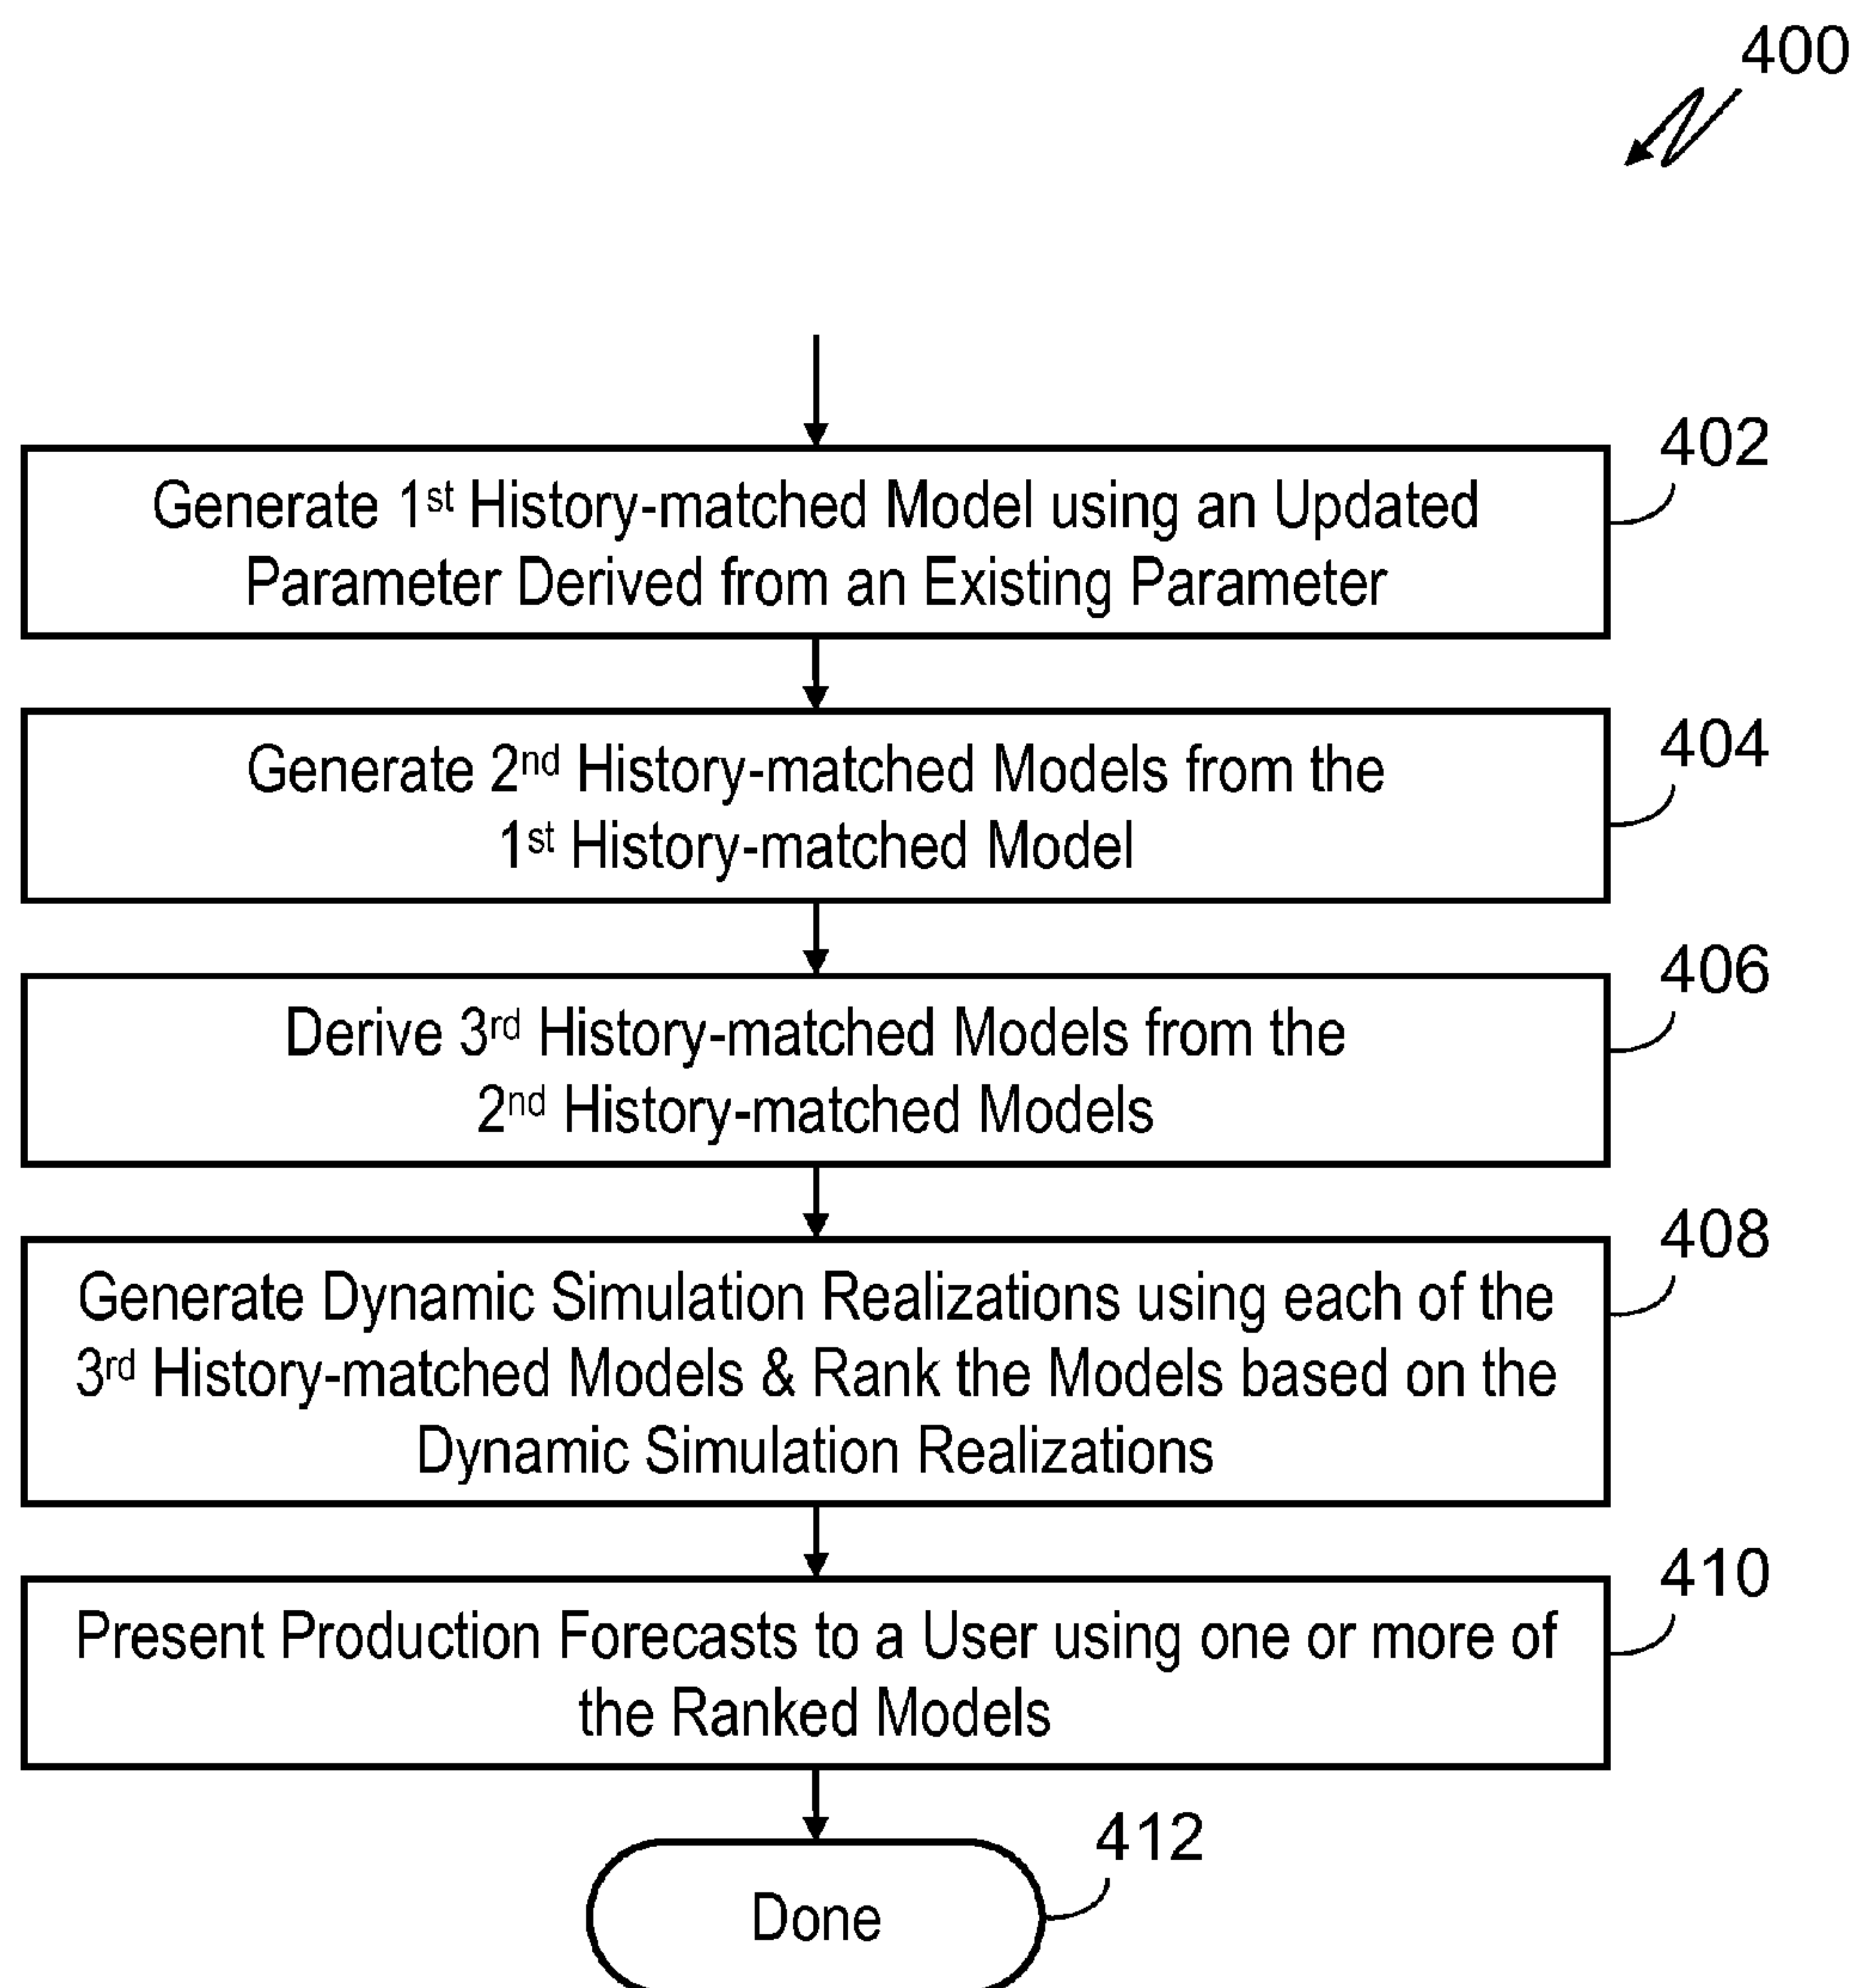 400
402
Generate 1st History-matched Model using an Updated
Parameter Derived from an Existing Parameter
404
Generate 2nd History-matched Models from the
1st History-matched Model
406
Derive 3rd History-matched Models from the
2nd History-matched Models
408
Generate Dynamic Simulation Realizations using each of the
3rd History-matched Models & Rank the Models based on the
Dynamic Simulation Realizations
410
Present Production Forecasts to a User using one or more of
the Ranked Models
412
Done